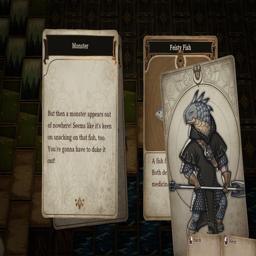 Monster
But then a monster appears out
of nowhere! Seems like it's keen
on snacking on that fish, too.
You're gonna have to duke it
out!
Feisty Fish
A fish f
Both de
medicin